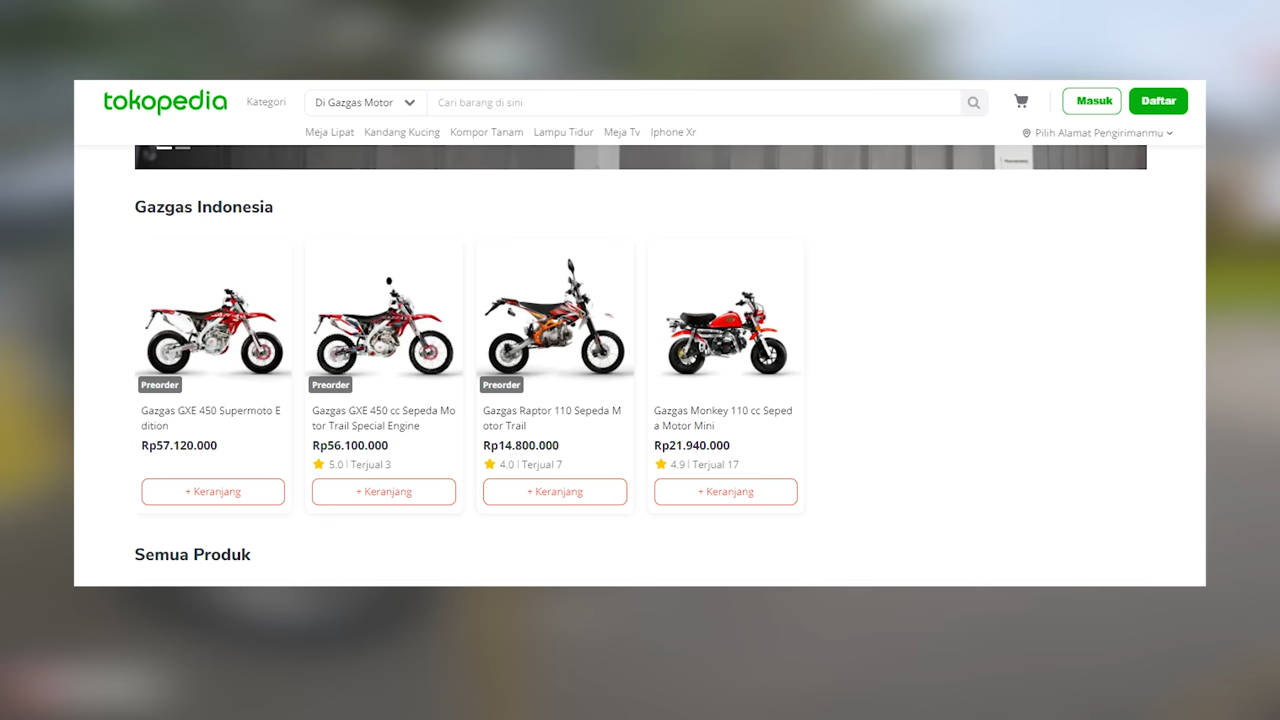 tokopedia
Kategori
Di Gazgas Motor
Cari barang di sini
Masuk
Daftar
Meja Lipat Kandang Kucing Kompor Tanam Lampu Tidur Meja Tv Iphone Xr
Pilih Alamat Pengirimanmu
Gazgas Indonesia
Preorder
Gazgas GXE 450 Supermoto E
dition
Rp57.120.000
+ Keranjang
Preorder
Gazgas GXE 450 cc Sepeda Mo
tor Trail Special Engine
Rp56.100.000
5.0 | Terjual 3
+ Keranjang
Preorder
Gazgas Raptor 110 Sepeda M
otor Trail
Rp14.800.000
4.0 | Terjual 7
+ Keranjang
Gazgas Monkey 110 cc Seped
a Motor Mini
Rp21.940.000
4.9 | Terjual 17
+ Keranjang
Semua Produk